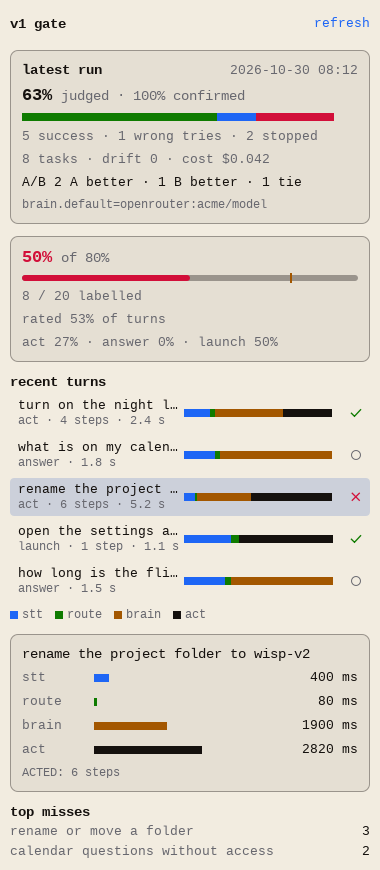 v1 gate refresh
latest run 2026-10-30 08:12
63% judged · 100% confirmed
5 success · 1 wrong tries · 2 stopped
8 tasks · drift 0 · cost $0.042
A/B 2 A better · 1 B better · 1 tie
brain.default=openrouter:acme/model
50% of 80%
8 / 20 labelled
rated 53% of turns
act 27% · answer 0% · launch 50%
recent turns
turn on the night l…
act · 4 steps · 2.4 s
what is on my calen…
answer · 1.8 s
rename the project …
act · 6 steps · 5.2 s
open the settings a…
launch · 1 step · 1.1 s
how long is the fli…
answer · 1.5 s
stt route brain act
rename the project folder to wisp-v2
stt 400 ms
route 80 ms
brain 1900 ms
act 2820 ms
ACTED: 6 steps
top misses
rename or move a folder 3
calendar questions without access 2